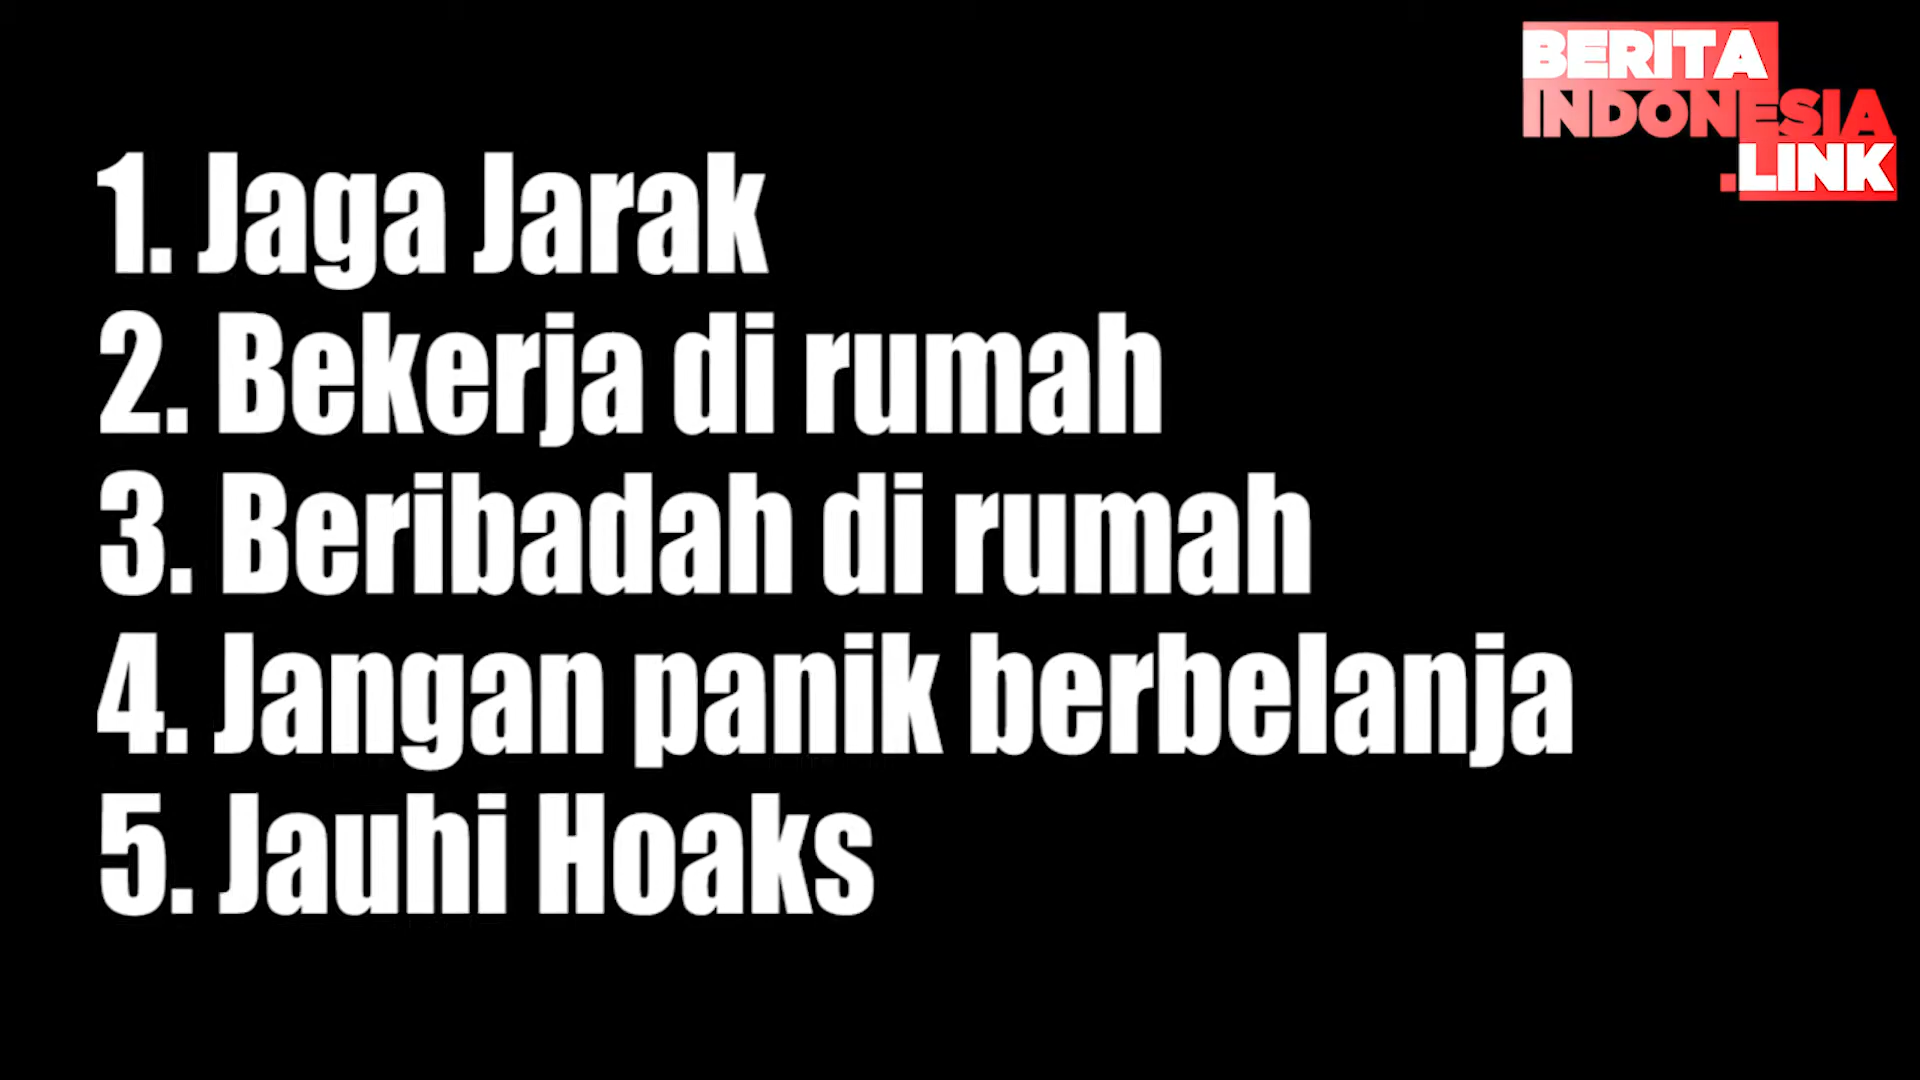 BERITA
INDONESIA
.LINK
1. Jaga Jarak
2. Bekerja di rumah
3. Beribadah di rumah
4. Jangan panik berbelanja
5. Jauhi Hoaks